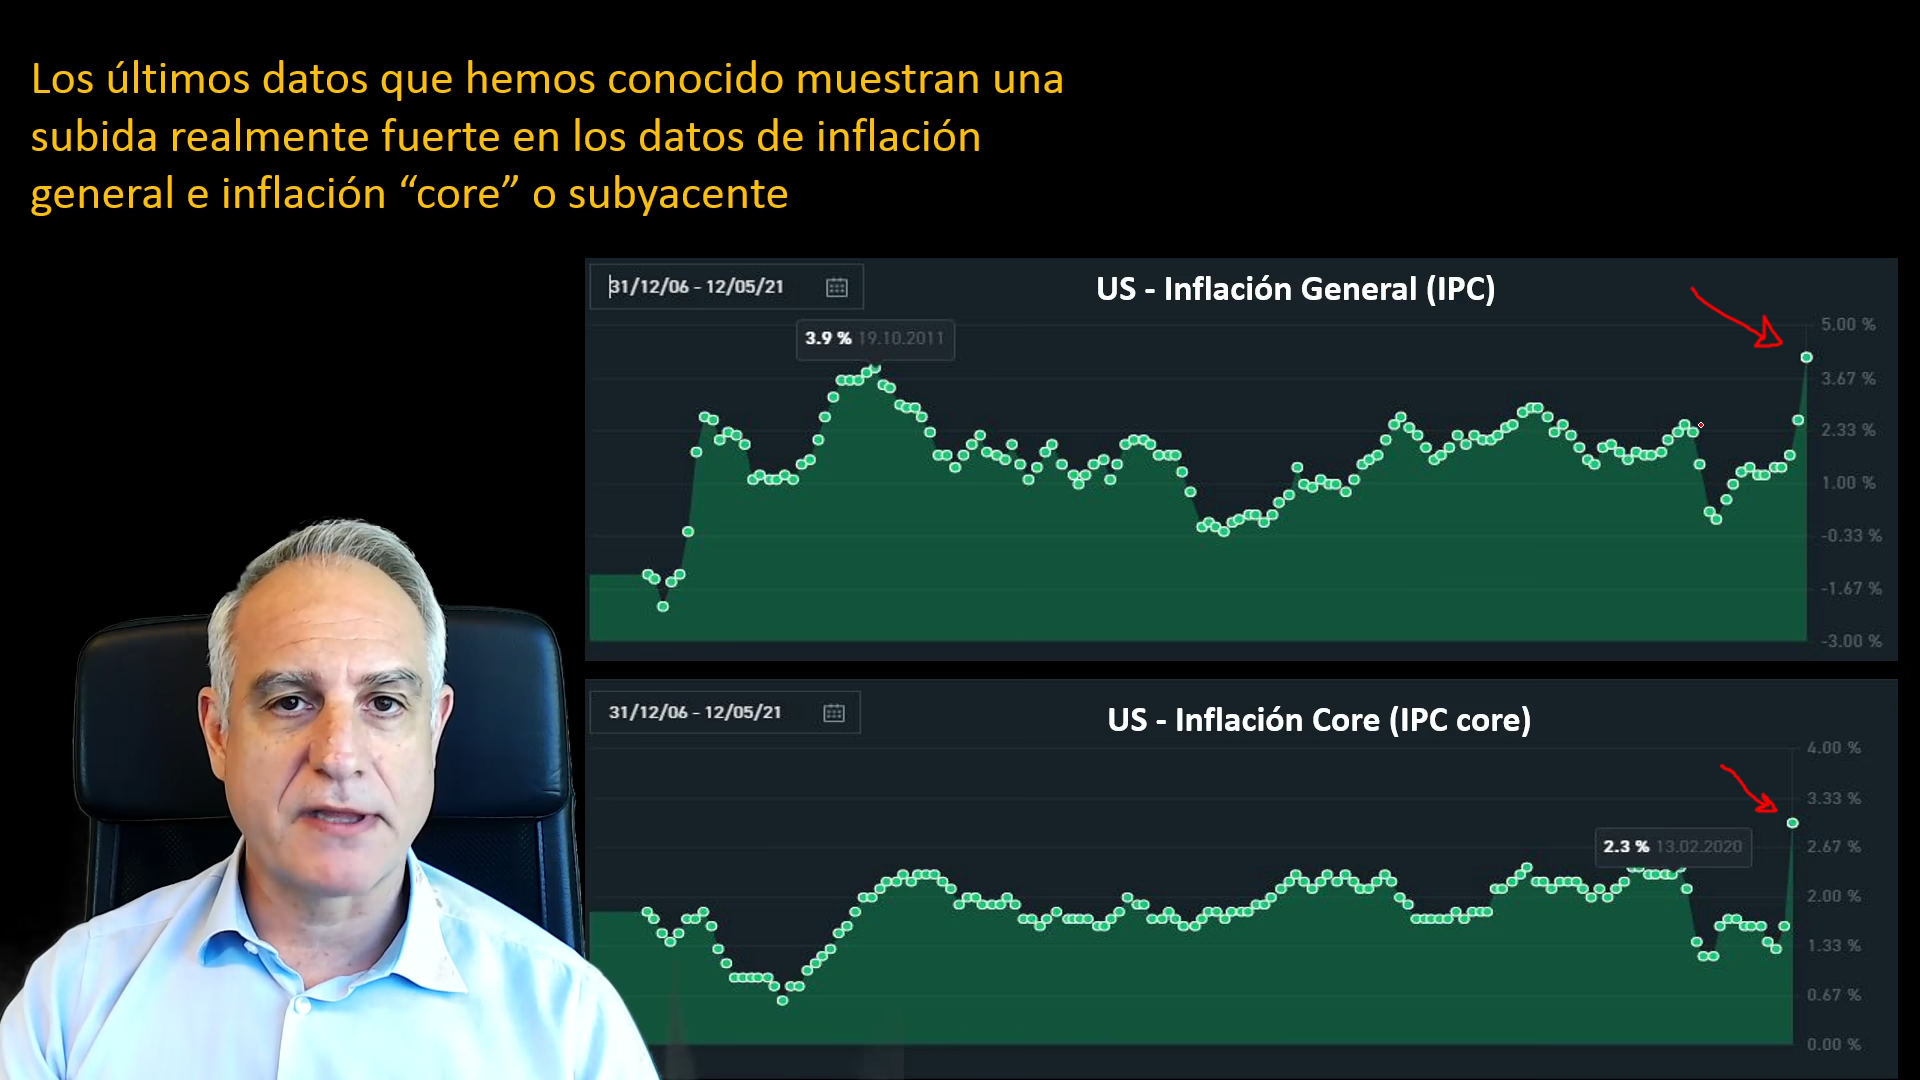 Los últimos datos que hemos conocido muestran una
subida realmente fuerte en los datos de inflación
general e inflación “core” o subyacente
31/12/06 - 12/05/21
US - Inflación General (IPC)
3.9 % 19.10.2011
5.00 %
3.67 %
2.33 %
1.00 %
-0.33 %
-1.67 %
-3.00 %
31/12/06 - 12/05/21
US - Inflación Core (IPC core)
2.3 % 13.02.2020
4.00 %
3.33 %
2.67 %
2.00 %
1.33 %
0.67 %
0.00 %